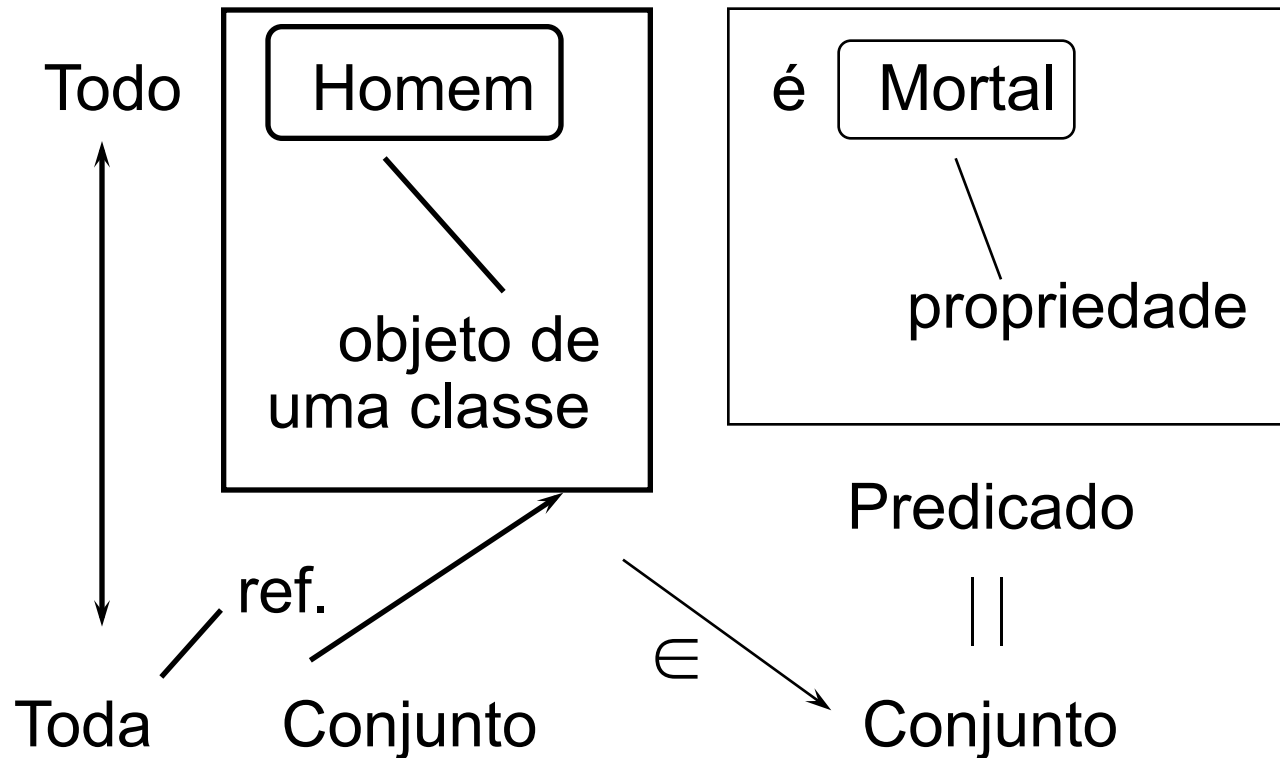 Todo Homem é Mortal
propriedade
objeto de
uma classe
Predicado
ref.
||
∈
Toda Conjunto Conjunto